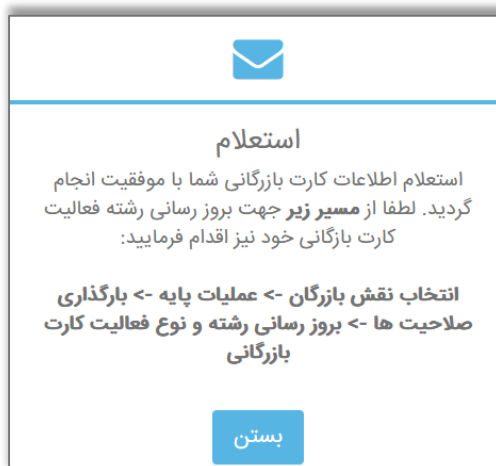 استعلام
استعلام اطلاعات کارت بازرگانی شما با موفقیت انجام
گردید. لطفا از مسیر زیر جهت بروز رسانی رشته فعالیت
کارت بازگانی خود نیز اقدام فرمایید:
انتخاب نقش بازرگان -> عملیات پایه -> بارگذاری
صلاحیت ها -> بروز رسانی رشته و نوع فعالیت کارت
بازرگانی
بستن